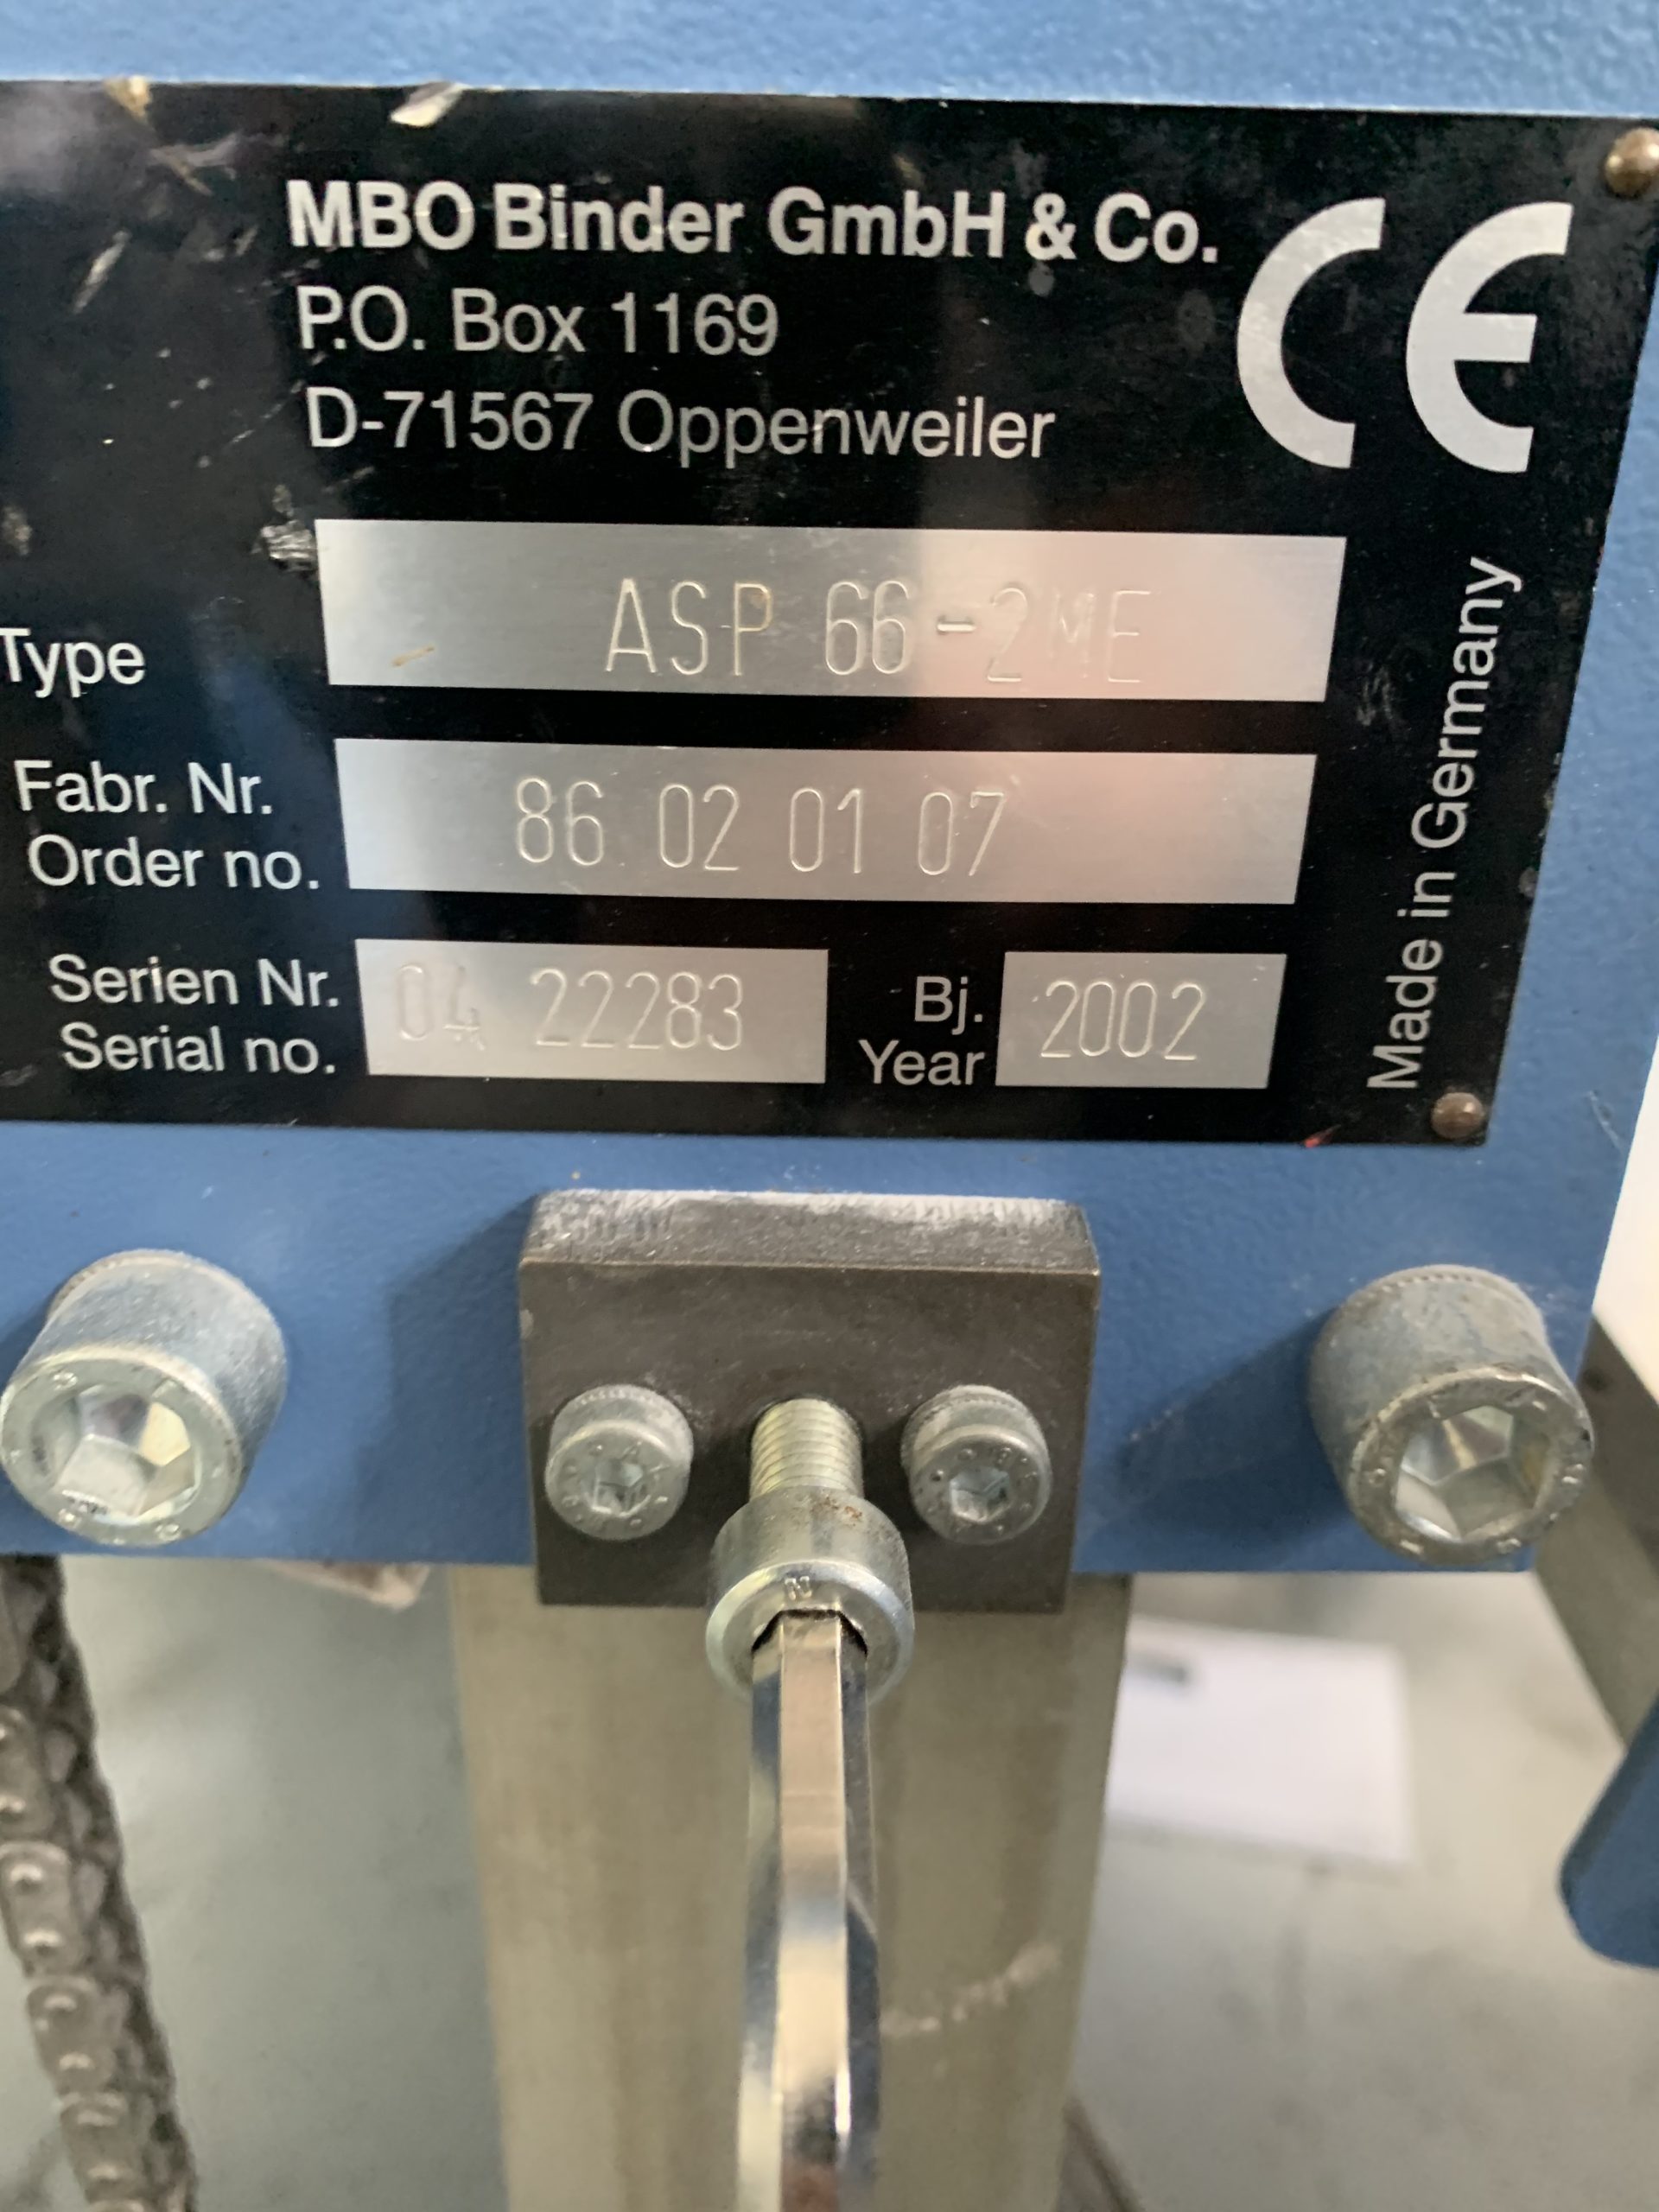 MBO Binder GmbH & Co.
P.O. Box 1169
D-71567 Oppenweiler
CE
Type ASP 66-2ME
Fabr. Nr.
Order no. 86 02 01 07
Serien Nr.
Serial no. 04 22283
Bj.
Year 2002
Made in Germany